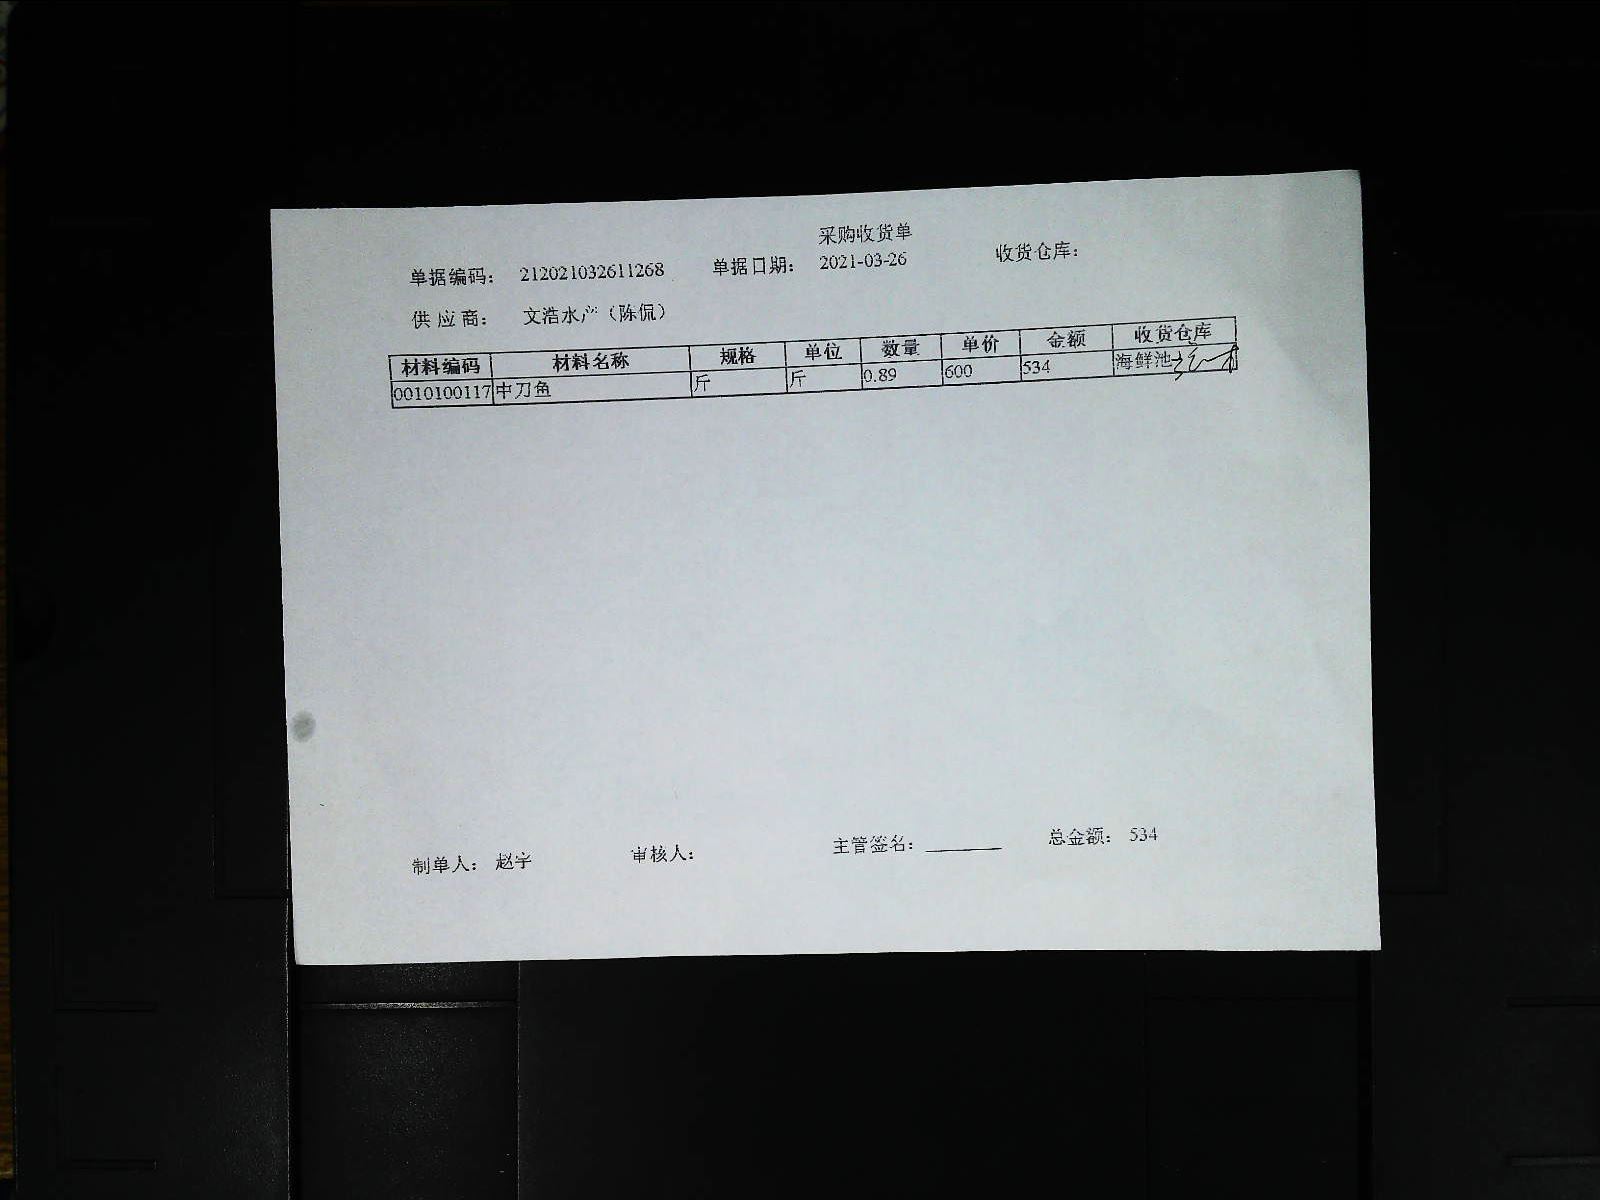 采购收货单
单据编码： 212021032611268 单据日期： 2021-03-26 收货仓库：
供 应 商： 文浩水产（陈侃）
材料编码 材料名称 规格 单位 数量 单价 金额 收货仓库
0010100117 中刀鱼 斤 斤 0.89 600 534 海鲜池
制单人： 赵宇 审核人： 主管签名：________ 总金额： 534